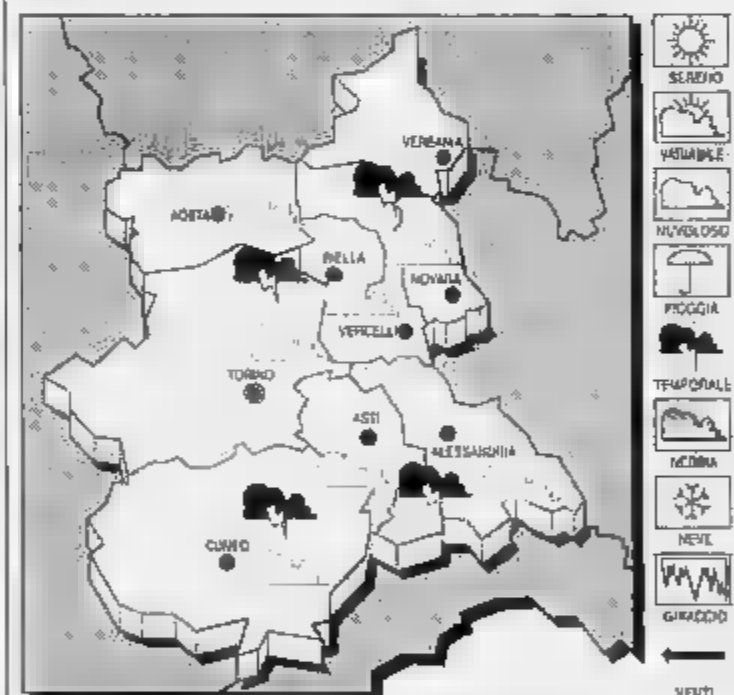 VERBANIA
AOSTA
BIELLA
NOVARA
VERCELLI
TORINO
ASTI
ALESSANDRIA
CUNEO
SERENO
VARIABILE
NUVOLOSO
PIOGGIA
TEMPORALE
NEBBIA
NEVE
GHIACCIO
VENTI